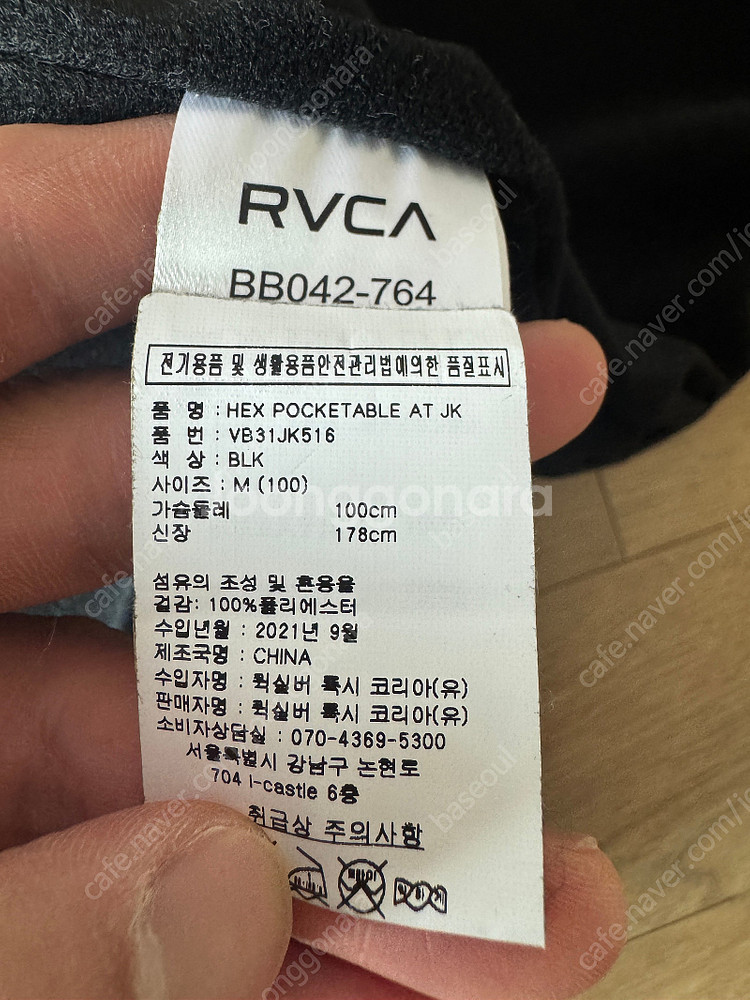 RVCA
BB042-764
전기용품 및 생활용품안전관리법에의한 품질표시
품 명 : HEX POCKETABLE AT JK
품 번 : VB31JK516
색 상 : BLK
사이즈 : M (100)
가슴둘레 100cm
신장 178cm
섬유의 조성 및 혼용율
겉감: 100%폴리에스터
수입년월 : 2021년 9월
제조국명 : CHINA
수입자명 : 퀵실버 록시 코리아(유)
판매자명 : 퀵실버 록시 코리아(유)
소비자상담실 : 070-4369-5300
서울특별시 강남구 논현로
704 I-castle 6층
취급상 주의사항
joonggonara
baseoul
cafe.naver.com/jo